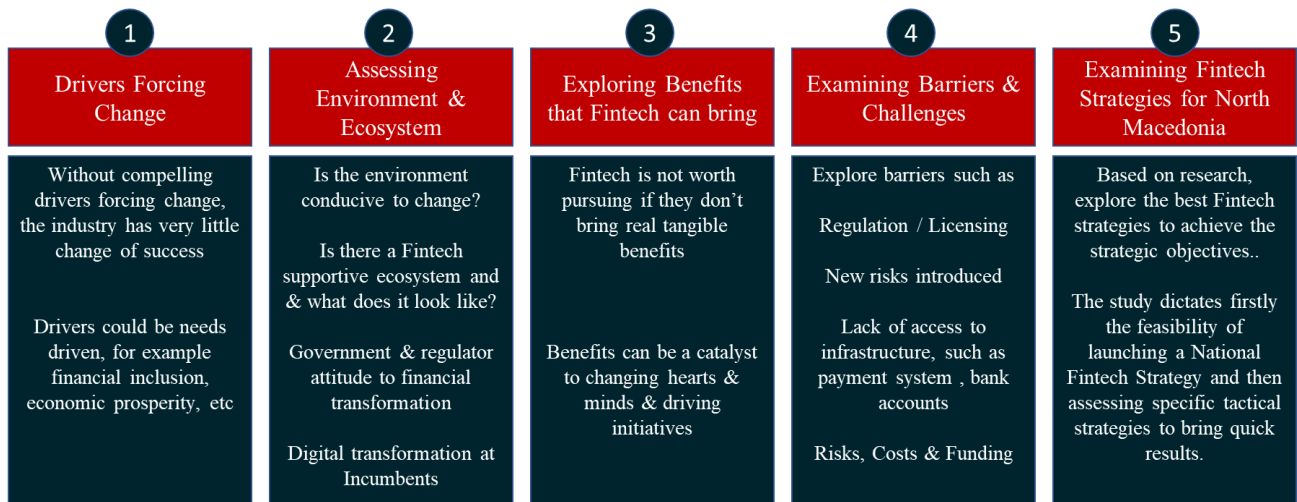 1
Drivers Forcing
Change
Without compelling
drivers forcing change,
the industry has very little
change of success
Drivers could be needs
driven, for example
financial inclusion,
economic prosperity, etc
2
Assessing
Environment &
Ecosystem
Is the environment
conducive to change?
Is there a Fintech
supportive ecosystem and
& what does it look like?
Government & regulator
attitude to financial
transformation
Digital transformation at
Incumbents
3
Exploring Benefits
that Fintech can bring
Fintech is not worth
pursuing if they don’t
bring real tangible
benefits
Benefits can be a catalyst
to changing hearts &
minds & driving
initiatives
4
Examining Barriers &
Challenges
Explore barriers such as
Regulation / Licensing
New risks introduced
Lack of access to
infrastructure, such as
payment system , bank
accounts
Risks, Costs & Funding
5
Examining Fintech
Strategies for North
Macedonia
Based on research,
explore the best Fintech
strategies to achieve the
strategic objectives..
The study dictates firstly
the feasibility of
launching a National
Fintech Strategy and then
assessing specific tactical
strategies to bring quick
results.